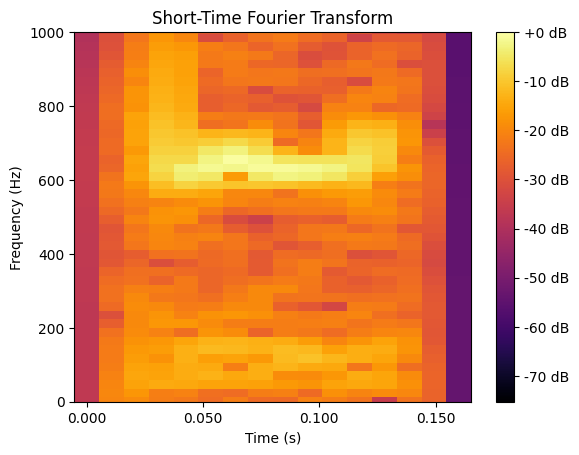 Short-Time Fourier Transform
Frequency (Hz)
1000
800
600
400
200
0
0.000
0.050
0.100
0.150
Time (s)
+0 dB
-10 dB
-20 dB
-30 dB
-40 dB
-50 dB
-60 dB
-70 dB